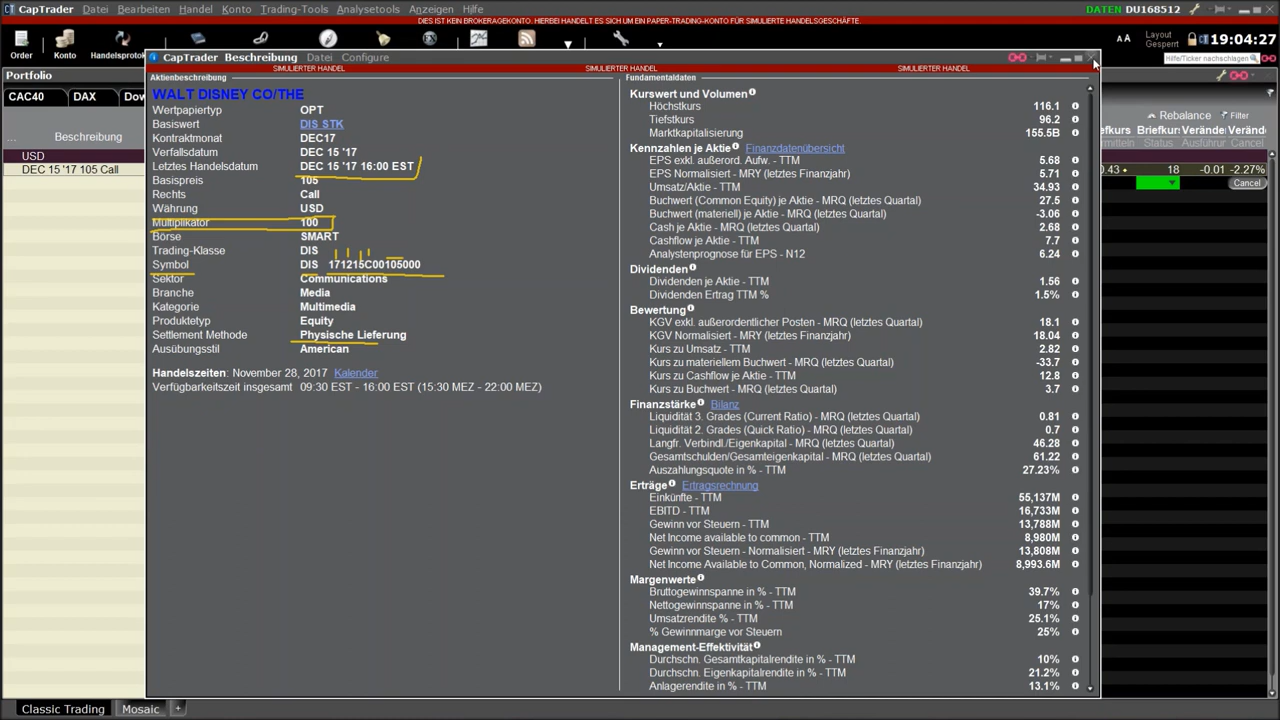 CapTrader Datei Bearbeiten Handel Konto Trading-Tools Analysetools Anzeigen Hilfe DATEN DU168512
DIES IST KEIN BROKERAGEKONTO. HIERBEI HANDELT ES SICH UM EIN PAPER-TRADING-KONTO FÜR SIMULIERTE HANDELSGESCHÄFTE.
Order Konto Handelsprotok FX A A Layout Gesperrt 19:04:27
Hilfe/Ticker nachschlagen
CapTrader Beschreibung Datei Configure
SIMULIERTER HANDEL SIMULIERTER HANDEL SIMULIERTER HANDEL
Portfolio
CAC40 DAX Dow
... Beschreibung
USD
DEC 15 '17 105 Call
Aktienbeschreibung
WALT DISNEY CO/THE
Wertpapiertyp OPT
Basiswert DIS STK
Kontraktmonat DEC17
Verfallsdatum DEC 15 '17
Letztes Handelsdatum DEC 15 '17 16:00 EST
Basispreis 105
Rechts Call
Währung USD
Multiplikator 100
Börse SMART
Trading-Klasse DIS
Symbol DIS 171215C00105000
Sektor Communications
Branche Media
Kategorie Multimedia
Produktetyp Equity
Settlement Methode Physische Lieferung
Ausübungsstil American
Handelszeiten: November 28, 2017 Kalender
Verfügbarkeitszeit insgesamt 09:30 EST - 16:00 EST (15:30 MEZ - 22:00 MEZ)
Fundamentaldaten
Kurswert und Volumen
Höchstkurs 116.1
Tiefstkurs 96.2
Marktkapitalisierung 155.5B
Kennzahlen je Aktie Finanzdatenübersicht
EPS exkl. außerord. Aufw. - TTM 5.68
EPS Normalisiert - MRY (letztes Finanzjahr) 5.71
Umsatz/Aktie - TTM 34.93
Buchwert (Common Equity) je Aktie - MRQ (letztes Quartal) 27.5
Buchwert (materiell) je Aktie - MRQ (letztes Quartal) -3.06
Cash je Aktie - MRQ (letztes Quartal) 2.68
Cashflow je Aktie - TTM 7.7
Analystenprognose für EPS - N12 6.24
Dividenden
Dividenden je Aktie - TTM 1.56
Dividenden Ertrag TTM % 1.5%
Bewertung
KGV exkl. außerordentlicher Posten - MRQ (letztes Quartal) 18.1
KGV Normalisiert - MRY (letztes Finanzjahr) 18.04
Kurs zu Umsatz - TTM 2.82
Kurs zu materiellem Buchwert - MRQ (letztes Quartal) -33.7
Kurs zu Cashflow je Aktie - TTM 12.8
Kurs zu Buchwert - MRQ (letztes Quartal) 3.7
Finanzstärke Bilanz
Liquidität 3. Grades (Current Ratio) - MRQ (letztes Quartal) 0.81
Liquidität 2. Grades (Quick Ratio) - MRQ (letztes Quartal) 0.7
Langfr. Verbindl./Eigenkapital - MRQ (letztes Quartal) 46.28
Gesamtschulden/Gesamteigenkapital - MRQ (letztes Quartal) 61.22
Auszahlungsquote in % - TTM 27.23%
Erträge Ertragsrechnung
Einkünfte - TTM 55,137M
EBITD - TTM 16,733M
Gewinn vor Steuern - TTM 13,788M
Net Income available to common - TTM 8,980M
Gewinn vor Steuern - Normalisiert - MRY (letztes Finanzjahr) 13,808M
Net Income Available to Common, Normalized - MRY (letztes Finanzjahr) 8,993.6M
Margenwerte
Bruttogewinnspanne in % - TTM 39.7%
Nettogewinnspanne in % - TTM 17%
Umsatzrendite % - TTM 25.1%
% Gewinnmarge vor Steuern 25%
Management-Effektivität
Durchschn. Gesamtkapitalrendite in % - TTM 10%
Durchschn. Eigenkapitalrendite in % - TTM 21.2%
Anlagerendite in % - TTM 13.1%
Rebalance Filter
Briefkurs Veränder Veränd
Status Ausführur Cancel
0.43 18 -0.01 -2.27%
Cancel
Classic Trading Mosaic +